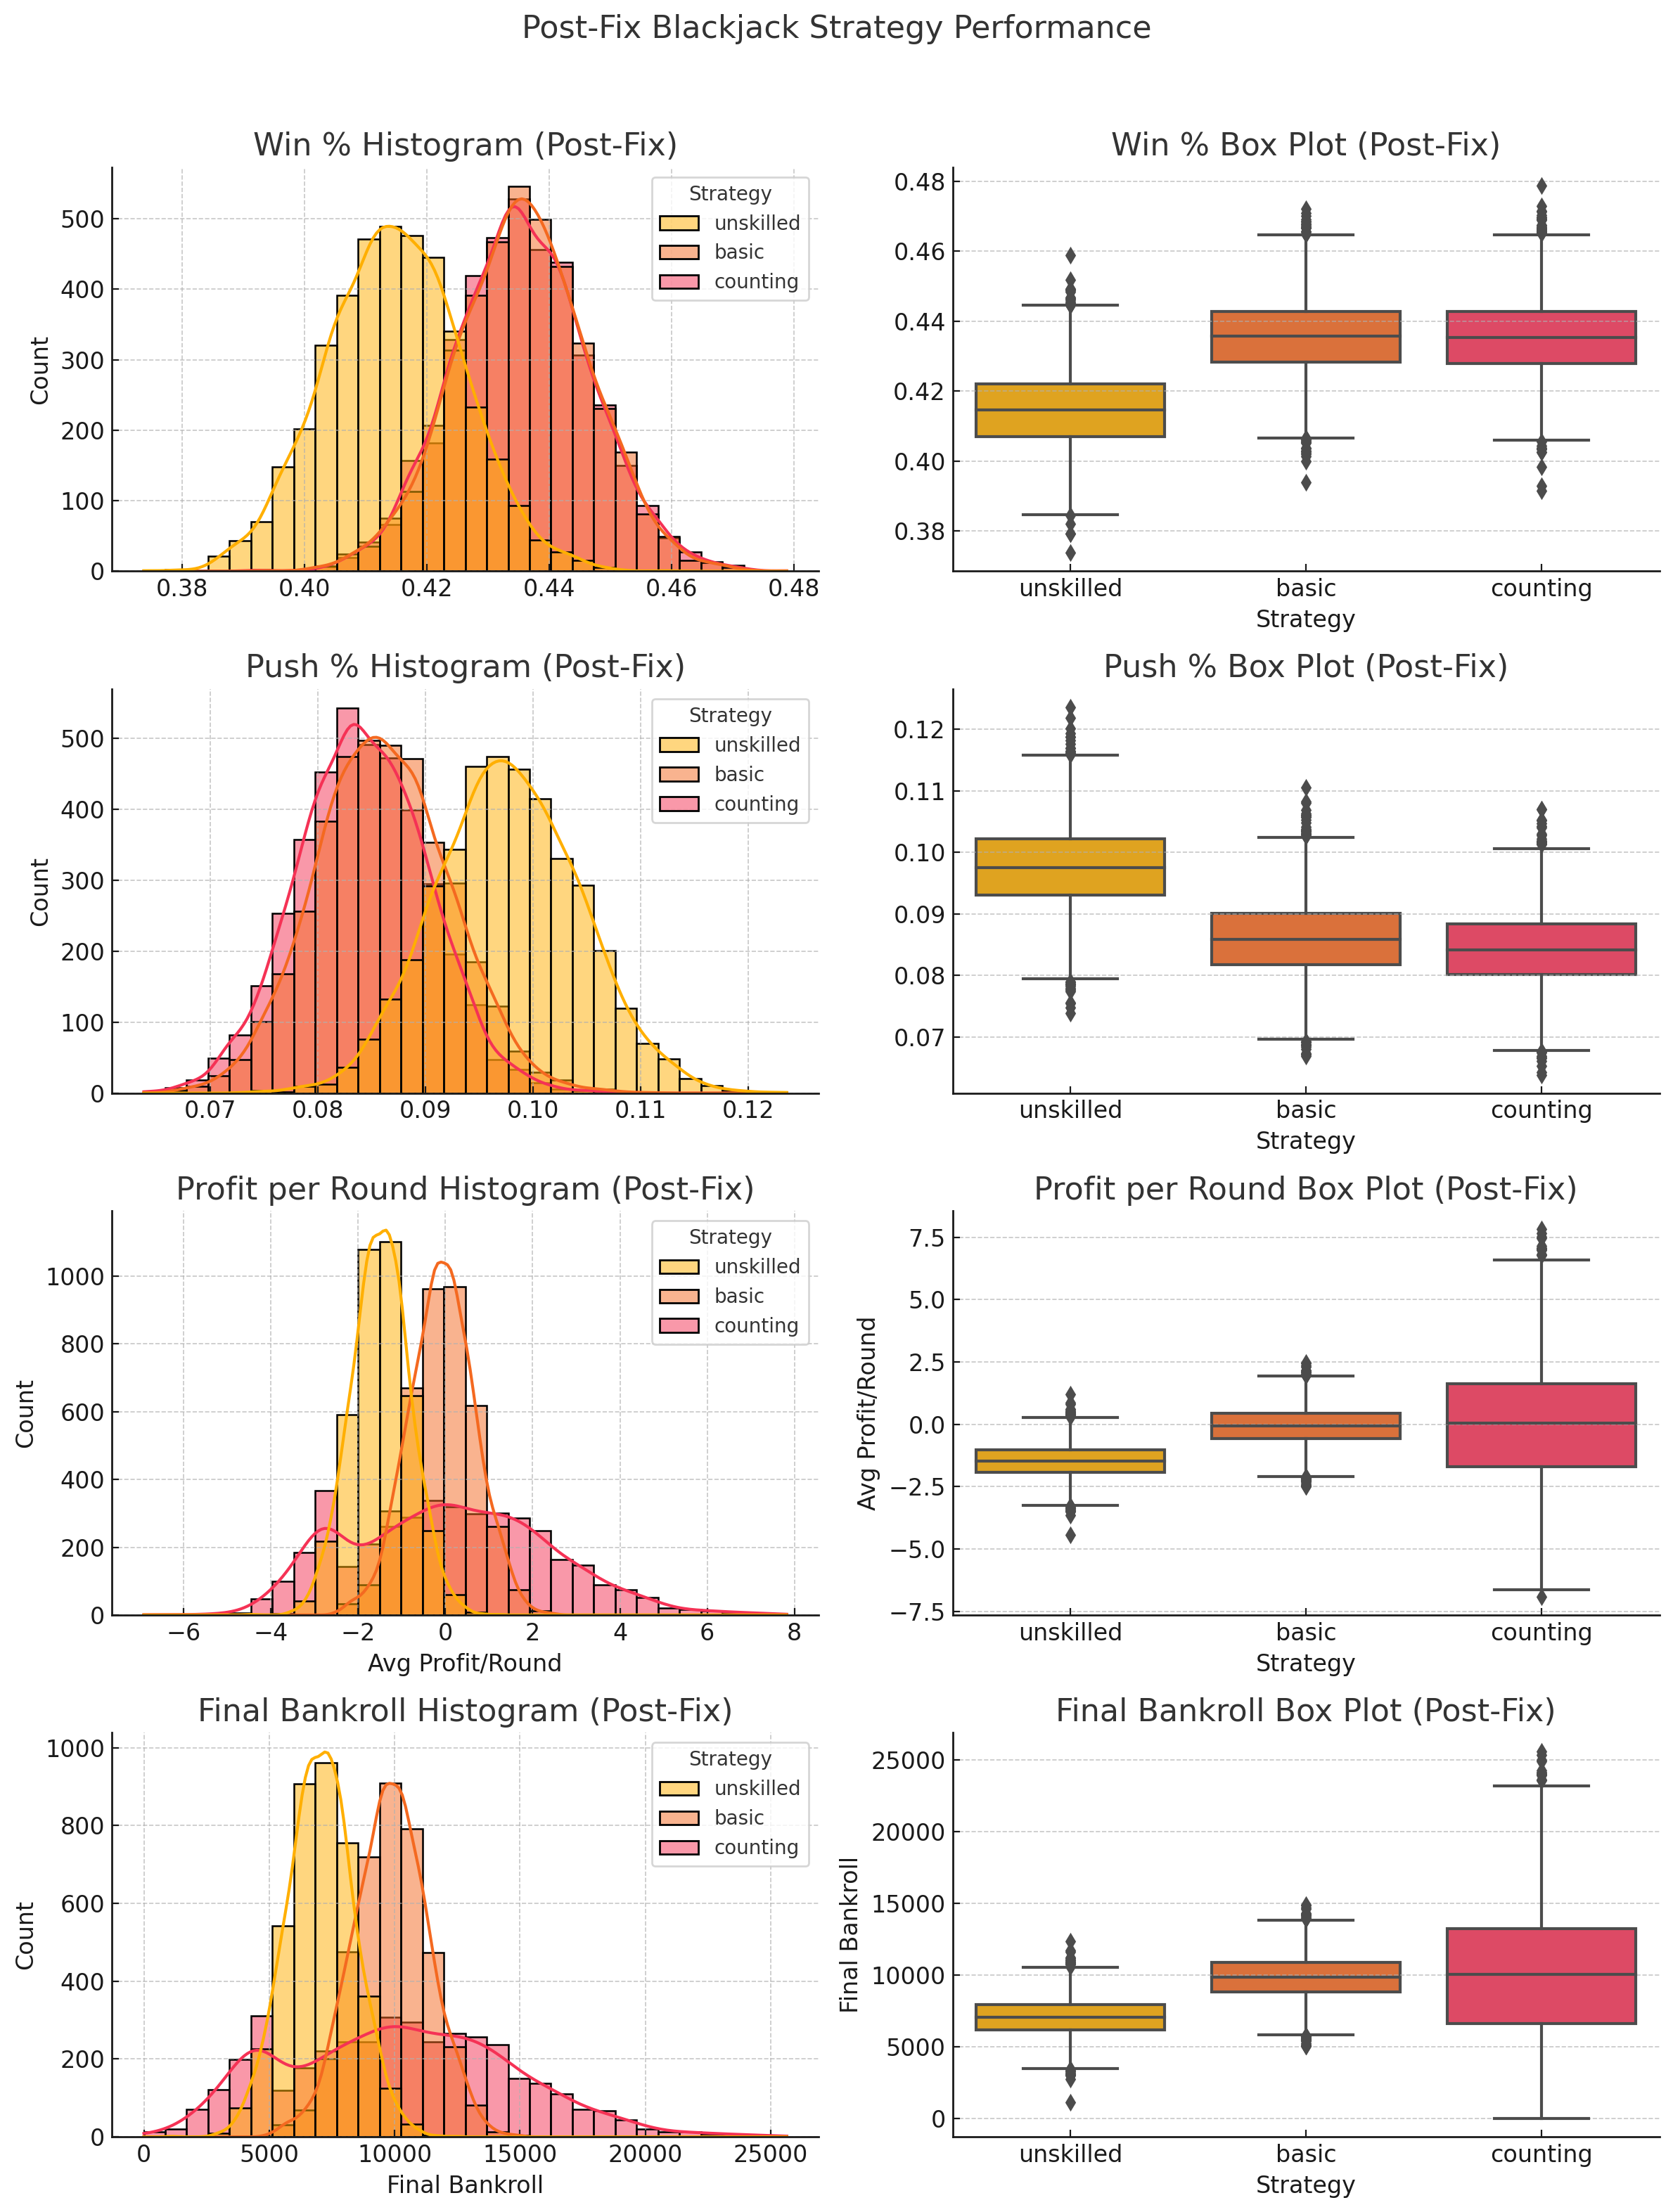 Post-Fix Blackjack Strategy Performance
Win % Histogram (Post-Fix)
Count
500
400
300
200
100
0
0.38 0.40 0.42 0.44 0.46 0.48
Strategy
unskilled
basic
counting
Win % Box Plot (Post-Fix)
0.48
0.46
0.44
0.42
0.40
0.38
unskilled basic counting
Strategy
Push % Histogram (Post-Fix)
Count
500
400
300
200
100
0
0.07 0.08 0.09 0.10 0.11 0.12
Strategy
unskilled
basic
counting
Push % Box Plot (Post-Fix)
0.12
0.11
0.10
0.09
0.08
0.07
unskilled basic counting
Strategy
Profit per Round Histogram (Post-Fix)
Count
1000
800
600
400
200
0
−6 −4 −2 0 2 4 6 8
Avg Profit/Round
Strategy
unskilled
basic
counting
Profit per Round Box Plot (Post-Fix)
Avg Profit/Round
7.5
5.0
2.5
0.0
−2.5
−5.0
−7.5
unskilled basic counting
Strategy
Final Bankroll Histogram (Post-Fix)
Count
1000
800
600
400
200
0
0 5000 10000 15000 20000 25000
Final Bankroll
Strategy
unskilled
basic
counting
Final Bankroll Box Plot (Post-Fix)
Final Bankroll
25000
20000
15000
10000
5000
0
unskilled basic counting
Strategy